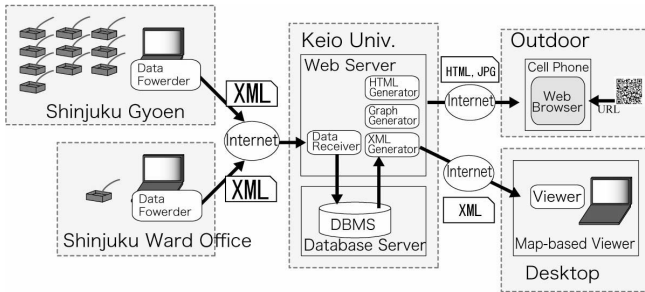 Data
Fowerder
Shinjuku Gyoen
XML
Internet
XML
Data
Fowerder
Shinjuku Ward Office
Keio Univ.
Web Server
HTML
Generator
Graph
Generator
Data
Receiver
XML
Generator
DBMS
Database Server
HTML, JPG
Internet
Internet
XML
Outdoor
Cell Phone
Web
Browser
URL
Viewer
Map-based Viewer
Desktop